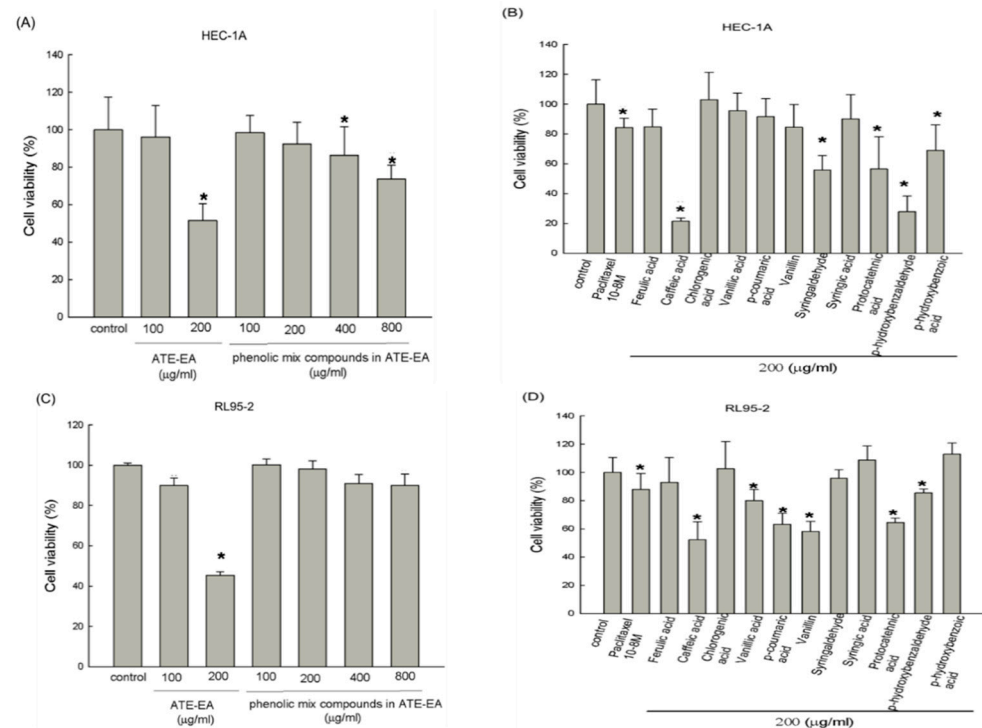 (A)
HEC-1A
140
120
100
80
60
40
20
0
Cell viability (%)
*
*
*
control
100
200
100
200
400
800
ATE-EA
(μg/ml)
phenolic mix compounds in ATE-EA
(μg/ml)
(B)
HEC-1A
140
120
100
80
60
40
20
0
Cell viability (%)
*
*
*
*
*
*
control
Paclitaxel
10-8M
Ferulic acid
Caffeic acid
Chlorogenic
acid
Vanillic acid
p-coumaric acid
Vanillin
Syringaldehyde
Syringic acid
Protocatehnic
acid
p-hydroxybenzaldehyde
p-hydroxybenzoic
acid
200 (μg/ml)
(C)
RL95-2
120
100
80
60
40
20
0
Cell viability (%)
*
control
100
200
100
200
400
800
ATE-EA
(μg/ml)
phenolic mix compounds in ATE-EA
(μg/ml)
(D)
RL95-2
140
120
100
80
60
40
20
0
Cell viability (%)
*
*
*
*
*
*
*
control
Paclitaxel
10-8M
Ferulic acid
Caffeic acid
Chlorogenic
acid
Vanillic acid
p-coumaric
acid
Vanillin
Syringaldehyde
Syringic acid
Protocatehnic
acid
p-hydroxybenzaldehyde
p-hydroxybenzoic
acid
200 (μg/ml)